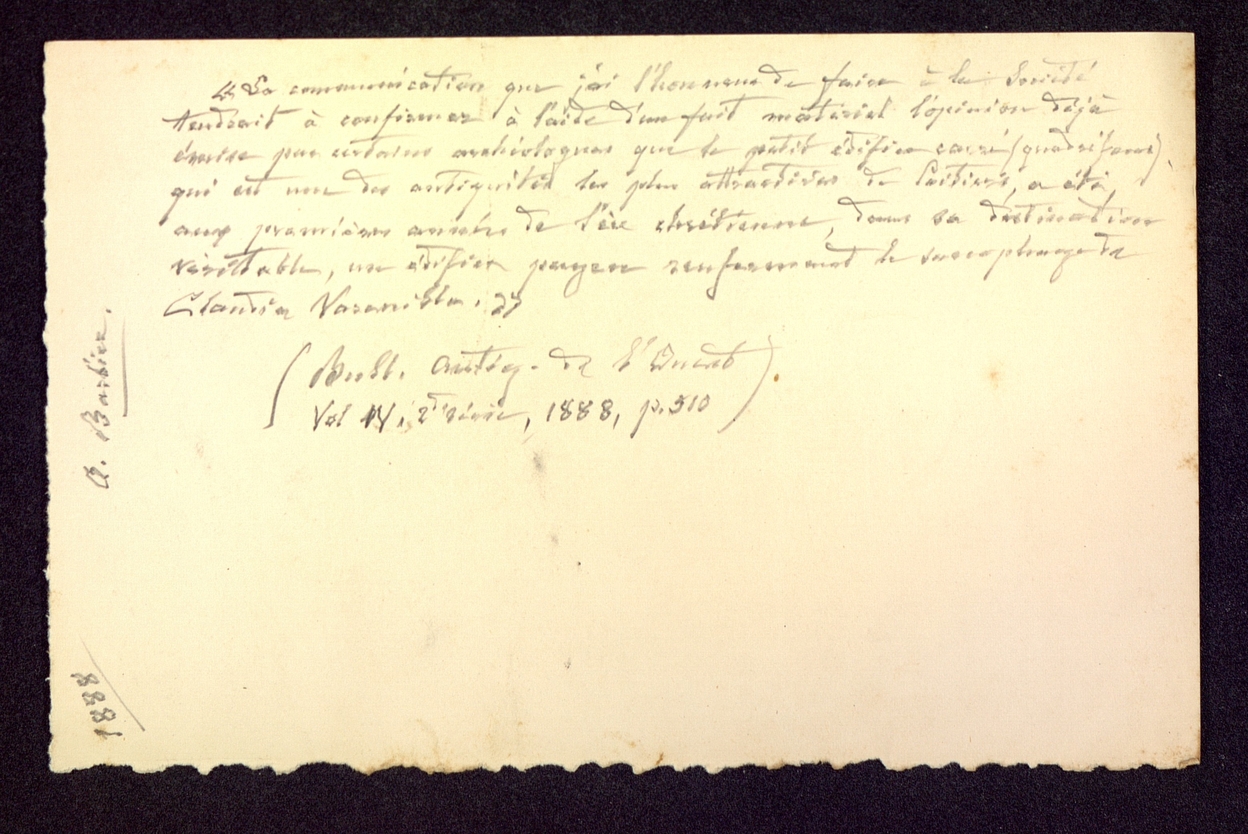 « La communication que j'ai l'honneur de faire à la Société
tendrait à confirmer à l'aide d'un fait matériel l'opinion déjà
émise par certains archéologues que le petit édifice carré (quadrifrons)
qui est une des antiquités les plus attractives de Poitiers, a été,
aux premières années de l'ère chrétienne, dans sa destination
véritable, un édifice payen renfermant le sarcophage de
Claudia Varenilla. »
(Bull. Antiq. de l'Ouest
Vol IV, 2e série, 1888, p. 510)
A. Barbier.
1888